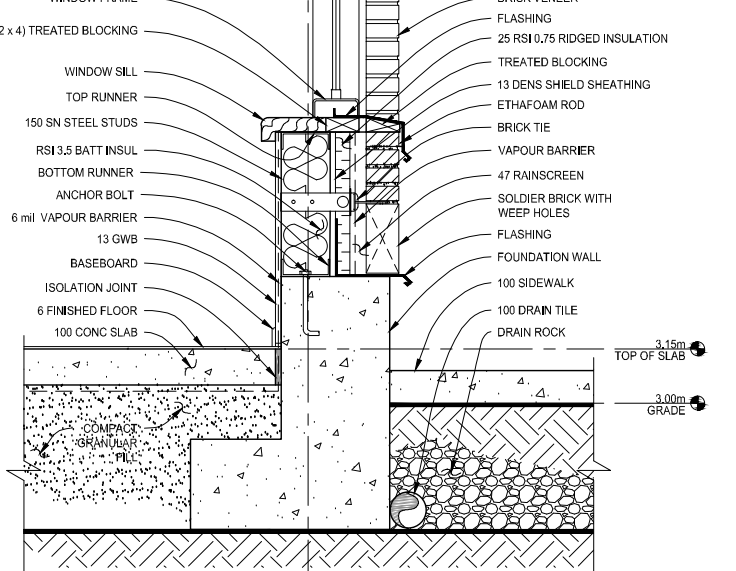 WINDOW FRAME
2 x 4) TREATED BLOCKING
WINDOW SILL
TOP RUNNER
150 SN STEEL STUDS
RSI 3.5 BATT INSUL
BOTTOM RUNNER
ANCHOR BOLT
6 mil VAPOUR BARRIER
13 GWB
BASEBOARD
ISOLATION JOINT
6 FINISHED FLOOR
100 CONC SLAB
COMPACT
GRANULAR
FILL
BRICK VENEER
FLASHING
25 RSI 0.75 RIDGED INSULATION
TREATED BLOCKING
13 DENS SHIELD SHEATHING
ETHAFOAM ROD
BRICK TIE
VAPOUR BARRIER
47 RAINSCREEN
SOLDIER BRICK WITH
WEEP HOLES
FLASHING
FOUNDATION WALL
100 SIDEWALK
100 DRAIN TILE
DRAIN ROCK
3.15m
TOP OF SLAB
3.00m
GRADE